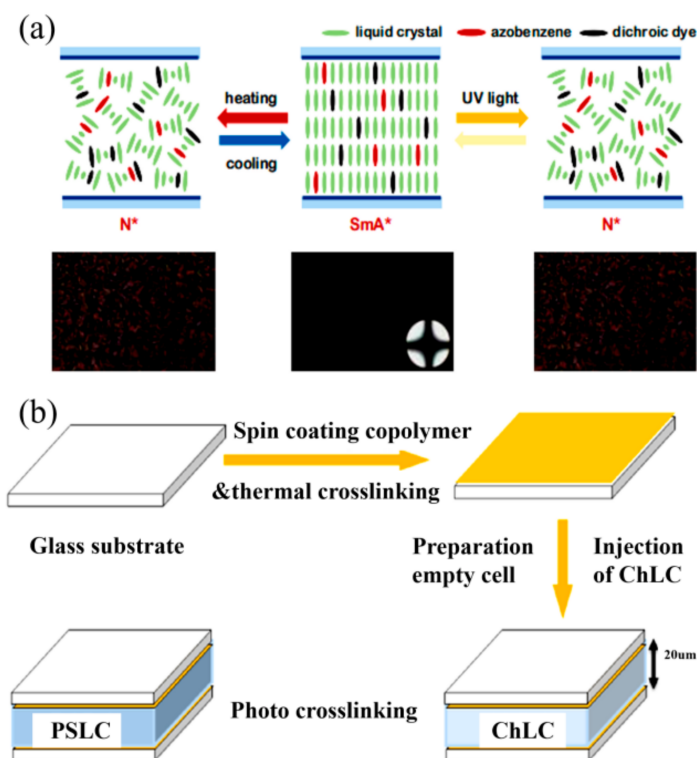 (a)
liquid crystal azobenzene dichroic dye
heating
cooling
UV light
N*
SmA*
N*
(b)
Spin coating copolymer
&thermal crosslinking
Glass substrate
Preparation
empty cell
Injection
of ChLC
20um
PSLC
Photo crosslinking
ChLC